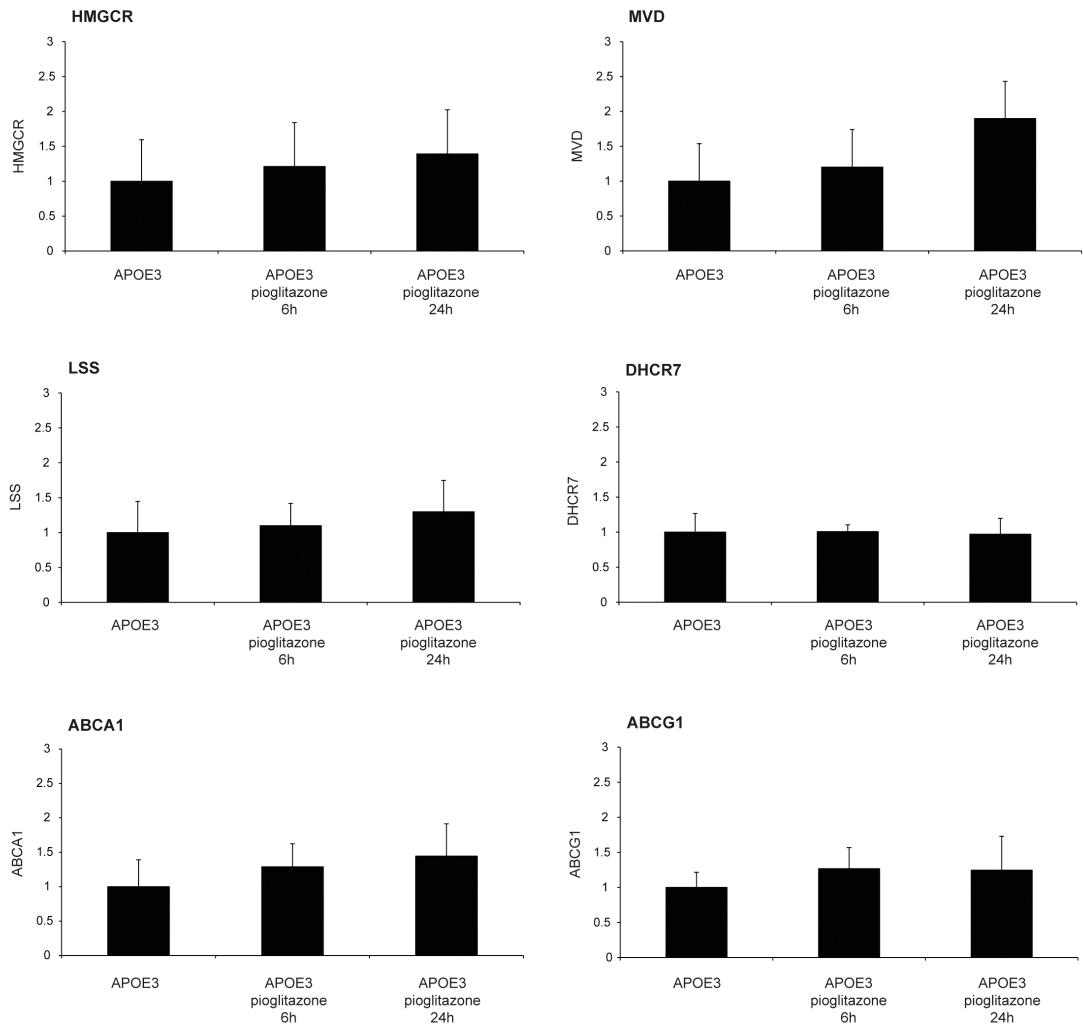 HMGCR
3
2.5
2
1.5
1
0.5
0
HMGCR
APOE3
APOE3
pioglitazone
6h
APOE3
pioglitazone
24h
MVD
3
2.5
2
1.5
1
0.5
0
MVD
APOE3
APOE3
pioglitazone
6h
APOE3
pioglitazone
24h
LSS
3
2.5
2
1.5
1
0.5
0
LSS
APOE3
APOE3
pioglitazone
6h
APOE3
pioglitazone
24h
DHCR7
3
2.5
2
1.5
1
0.5
0
DHCR7
APOE3
APOE3
pioglitazone
6h
APOE3
pioglitazone
24h
ABCA1
3
2.5
2
1.5
1
0.5
0
ABCA1
APOE3
APOE3
pioglitazone
6h
APOE3
pioglitazone
24h
ABCG1
3
2.5
2
1.5
1
0.5
0
ABCG1
APOE3
APOE3
pioglitazone
6h
APOE3
pioglitazone
24h